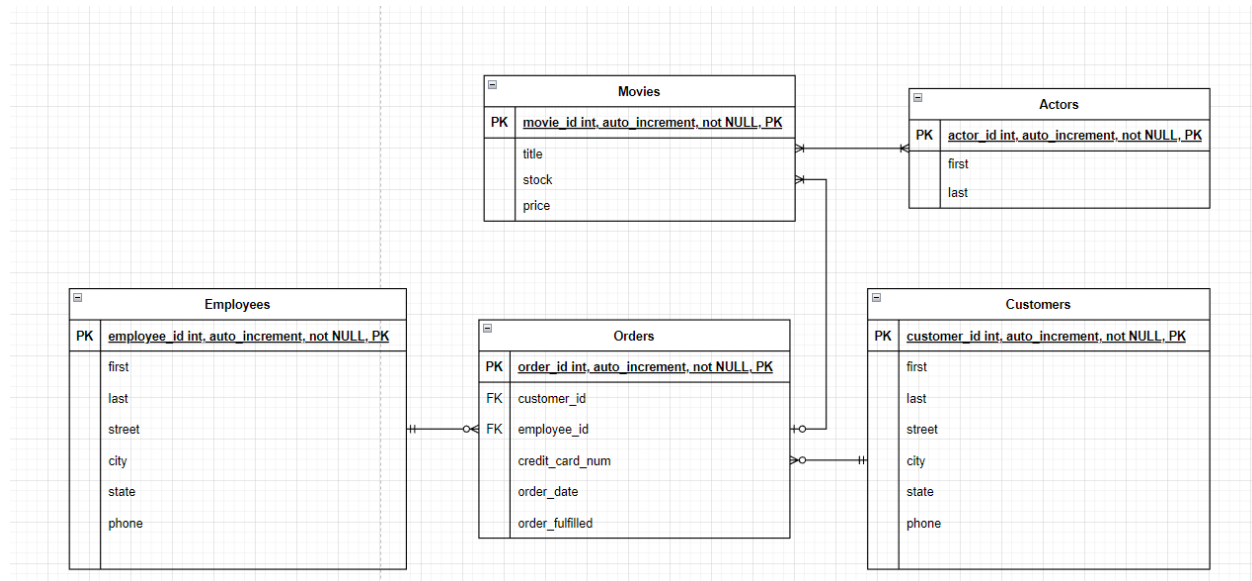 Movies
PK movie_id int, auto_increment, not NULL, PK
title
stock
price
Actors
PK actor_id int, auto_increment, not NULL, PK
first
last
Employees
PK employee_id int, auto_increment, not NULL, PK
first
last
street
city
state
phone
Orders
PK order_id int, auto_increment, not NULL, PK
FK customer_id
FK employee_id
credit_card_num
order_date
order_fulfilled
Customers
PK customer_id int, auto_increment, not NULL, PK
first
last
street
city
state
phone